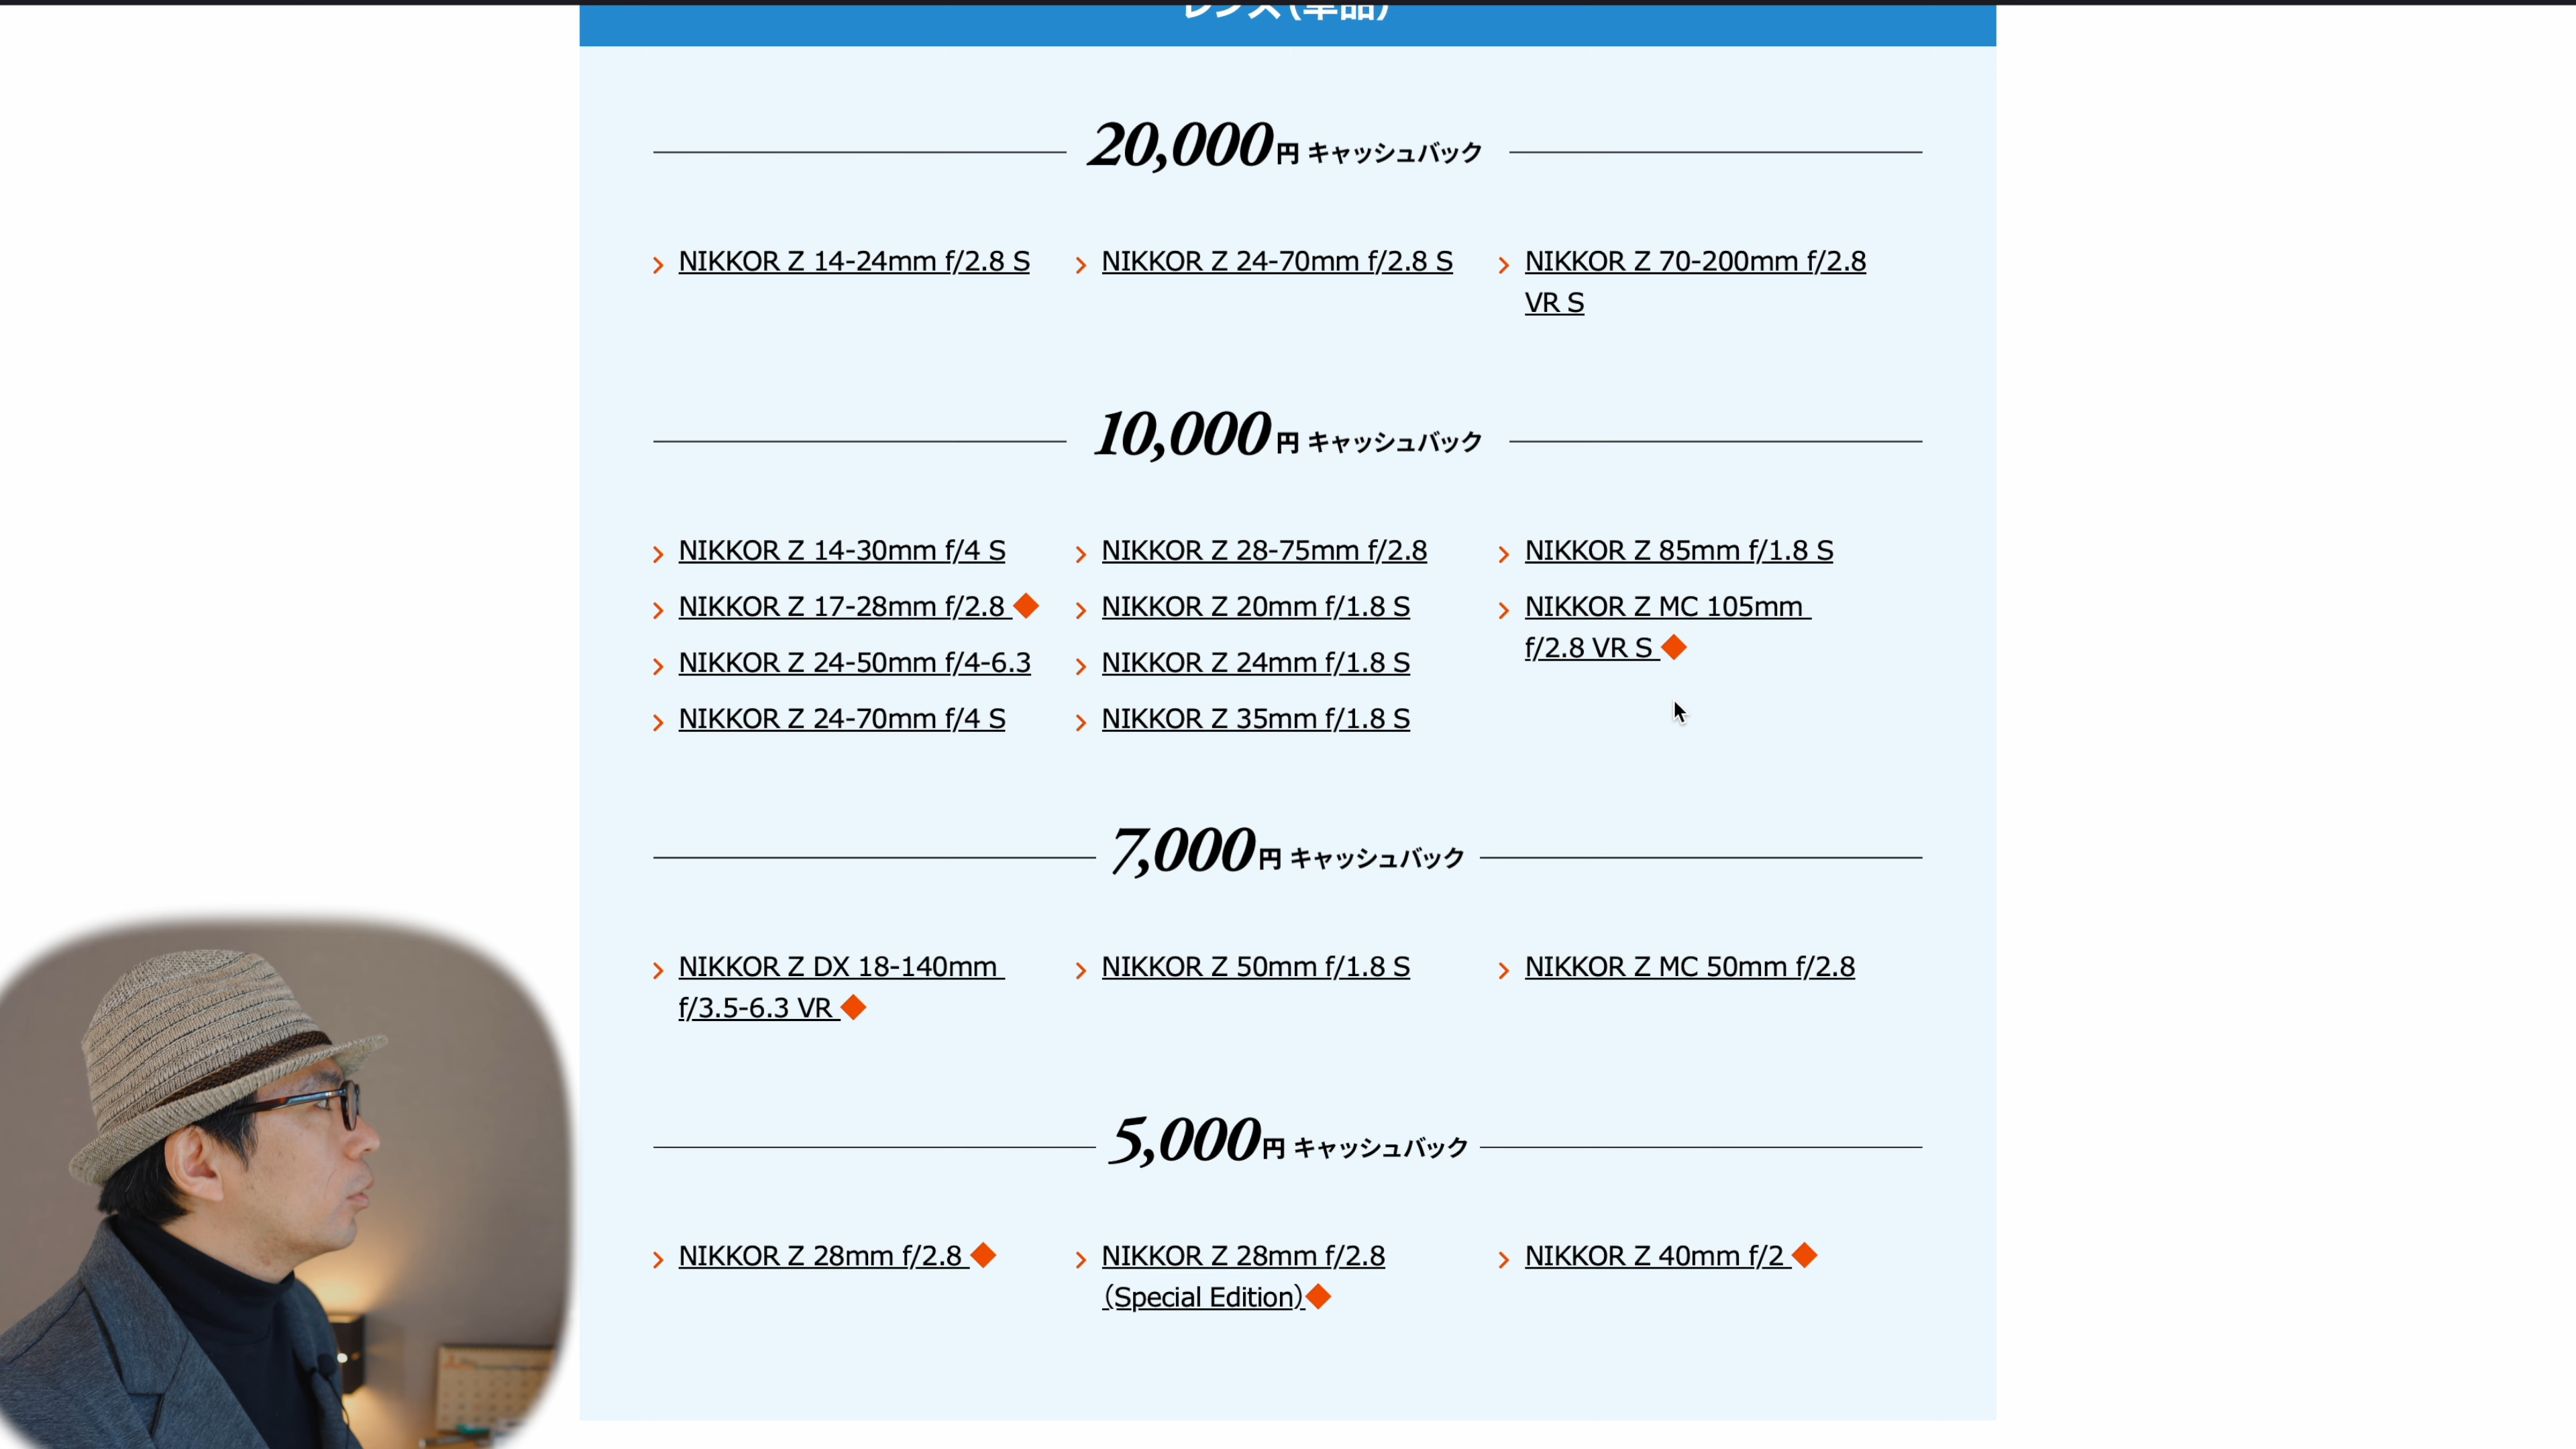 レンズ(単品)
20,000円 キャッシュバック
NIKKOR Z 14-24mm f/2.8 S
NIKKOR Z 24-70mm f/2.8 S
NIKKOR Z 70-200mm f/2.8
VR S
10,000円 キャッシュバック
NIKKOR Z 14-30mm f/4 S
NIKKOR Z 17-28mm f/2.8
NIKKOR Z 24-50mm f/4-6.3
NIKKOR Z 24-70mm f/4 S
NIKKOR Z 28-75mm f/2.8
NIKKOR Z 20mm f/1.8 S
NIKKOR Z 24mm f/1.8 S
NIKKOR Z 35mm f/1.8 S
NIKKOR Z 85mm f/1.8 S
NIKKOR Z MC 105mm
f/2.8 VR S
7,000円 キャッシュバック
NIKKOR Z DX 18-140mm
f/3.5-6.3 VR
NIKKOR Z 50mm f/1.8 S
NIKKOR Z MC 50mm f/2.8
5,000円 キャッシュバック
NIKKOR Z 28mm f/2.8
NIKKOR Z 28mm f/2.8
(Special Edition)
NIKKOR Z 40mm f/2